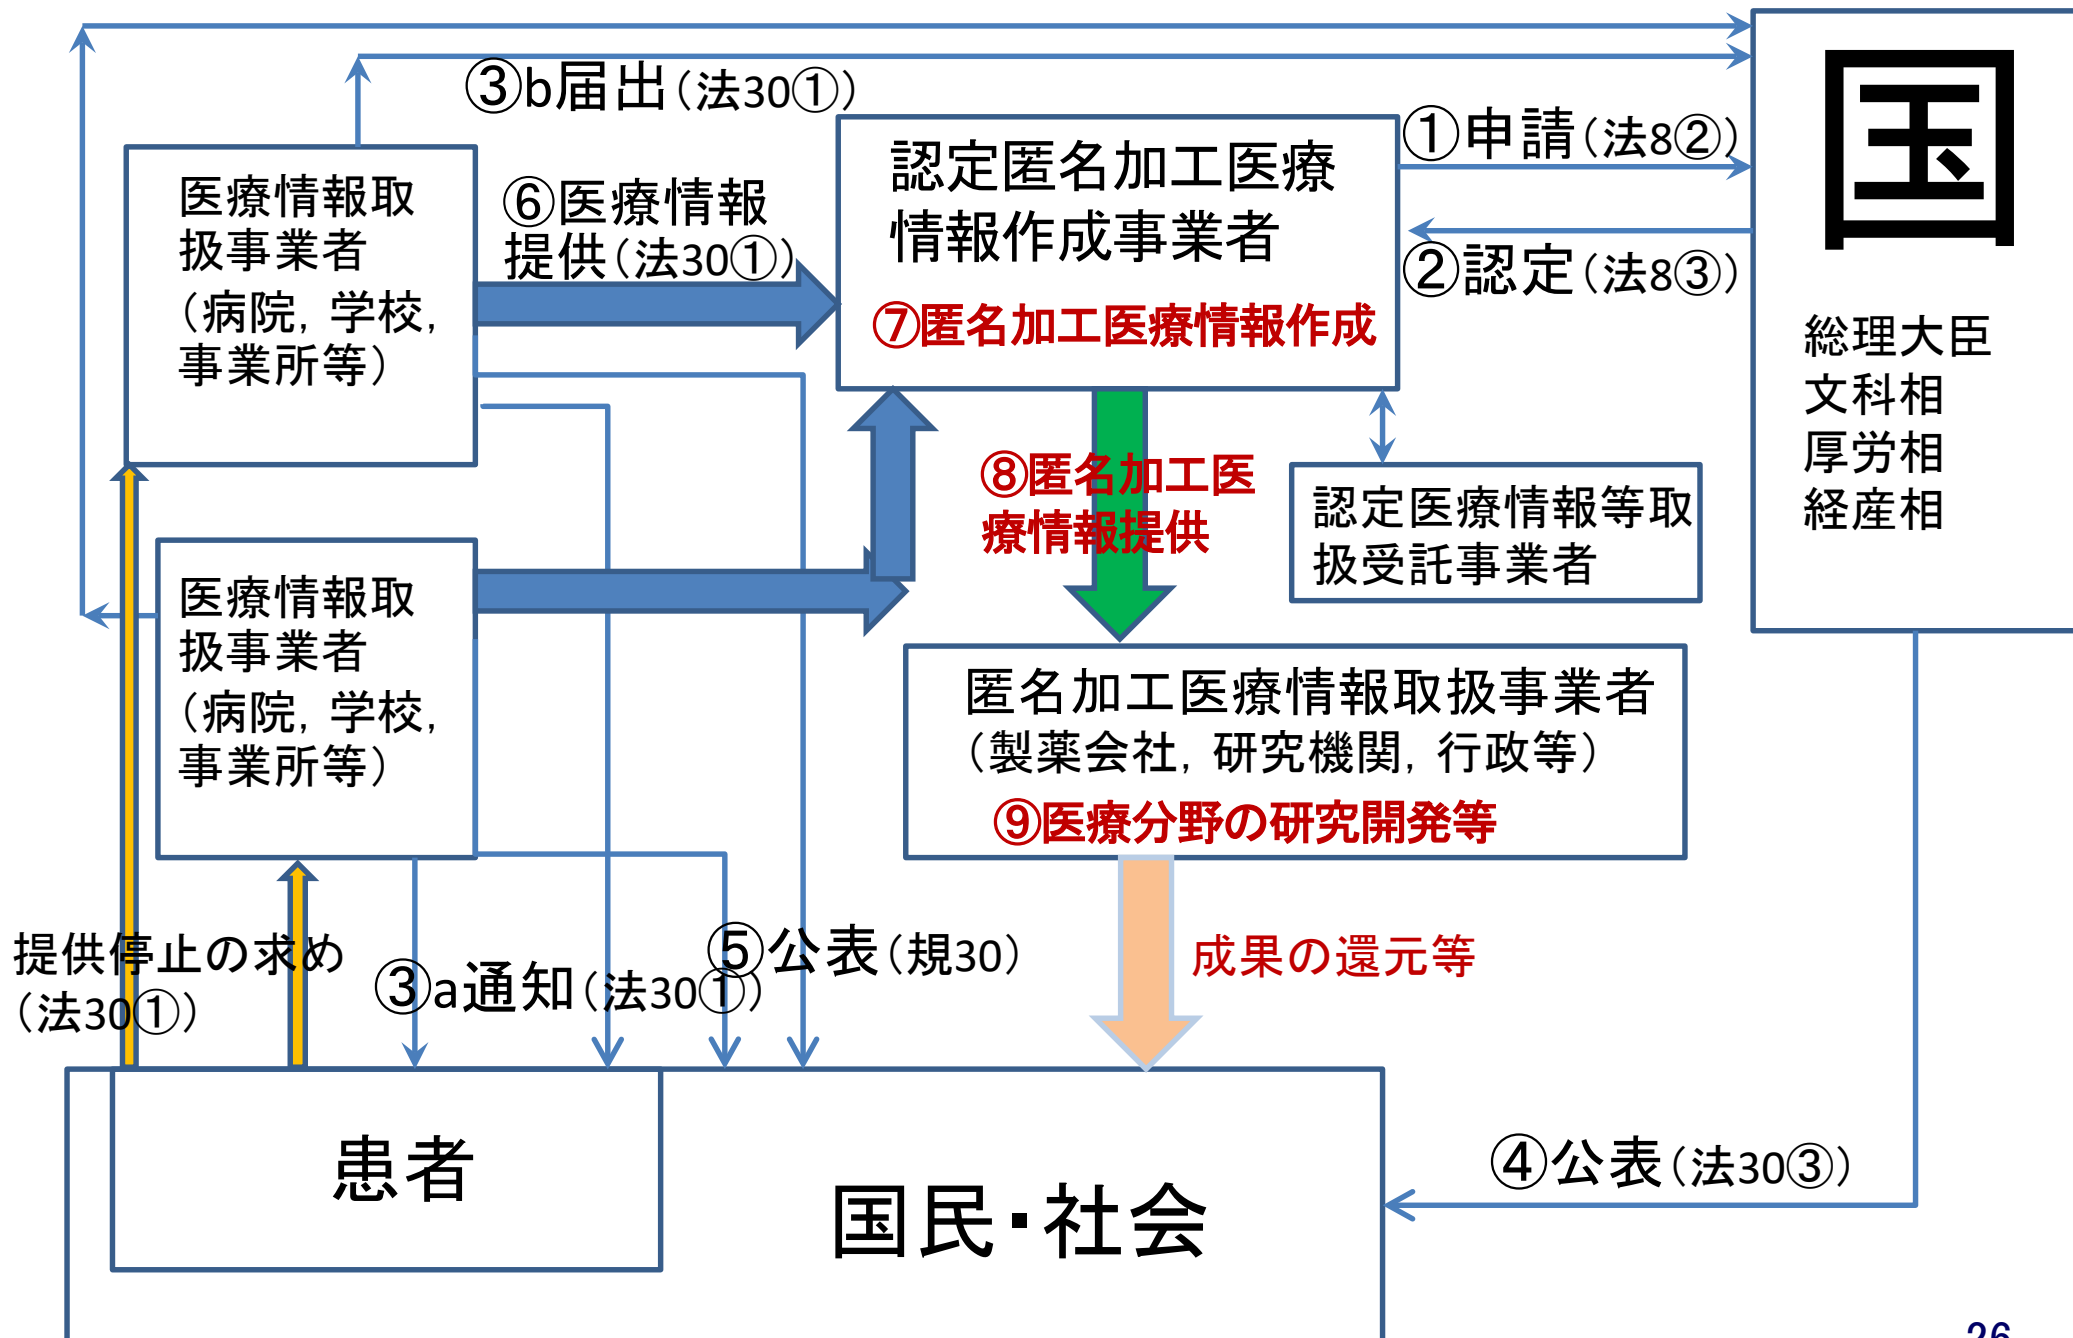 ③b届出（法30①）
国
①申請（法8②）
認定匿名加工医療
情報作成事業者
医療情報取
扱事業者
（病院，学校，
事業所等）
⑥医療情報
提供（法30①）
②認定（法8③）
⑦匿名加工医療情報作成
総理大臣
文科相
厚労相
経産相
⑧匿名加工医
療情報提供
認定医療情報等取
扱受託事業者
医療情報取
扱事業者
（病院，学校，
事業所等）
匿名加工医療情報取扱事業者
（製薬会社，研究機関，行政等）
⑨医療分野の研究開発等
提供停止の求め
（法30①）
③a通知（法30①）
⑤公表（規30）
成果の還元等
患者
国民・社会
④公表（法30③）
26